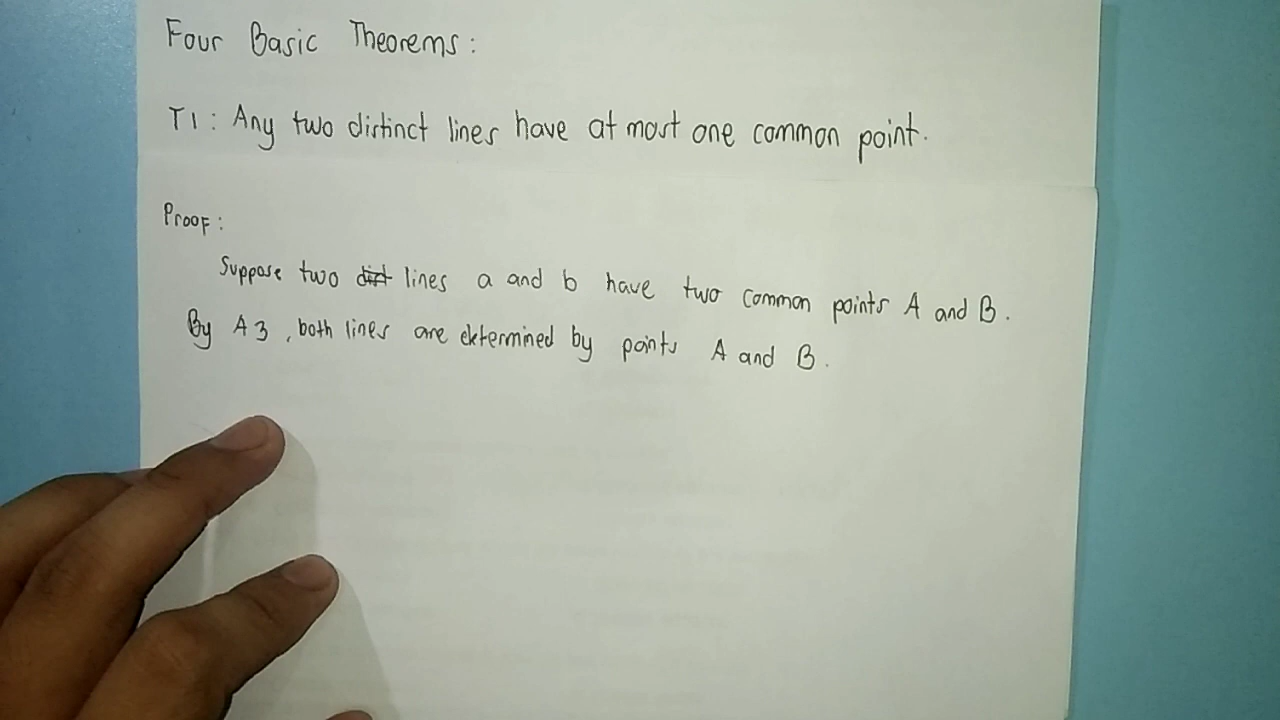 Four Basic Theorems:
T1: Any two distinct lines have at most one common point.
Proof:
Suppose two lines a and b have two common points A and B.
By A3, both lines are determined by points A and B.